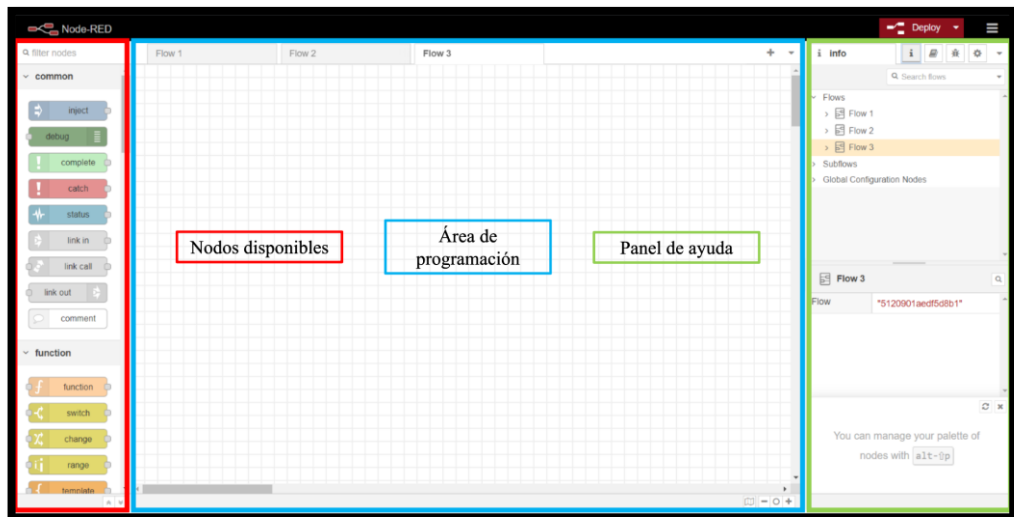 Node-RED
Deploy
filter nodes
common
inject
debug
complete
catch
status
link in
link call
link out
comment
function
function
switch
change
range
template
Flow 1
Flow 2
Flow 3
Nodos disponibles
Área de
programación
Panel de ayuda
i info
Search flows
Flows
Flow 1
Flow 2
Flow 3
Subflows
Global Configuration Nodes
Flow 3
Flow "5120901aedf5d8b1"
You can manage your palette of
nodes with alt-⇧p